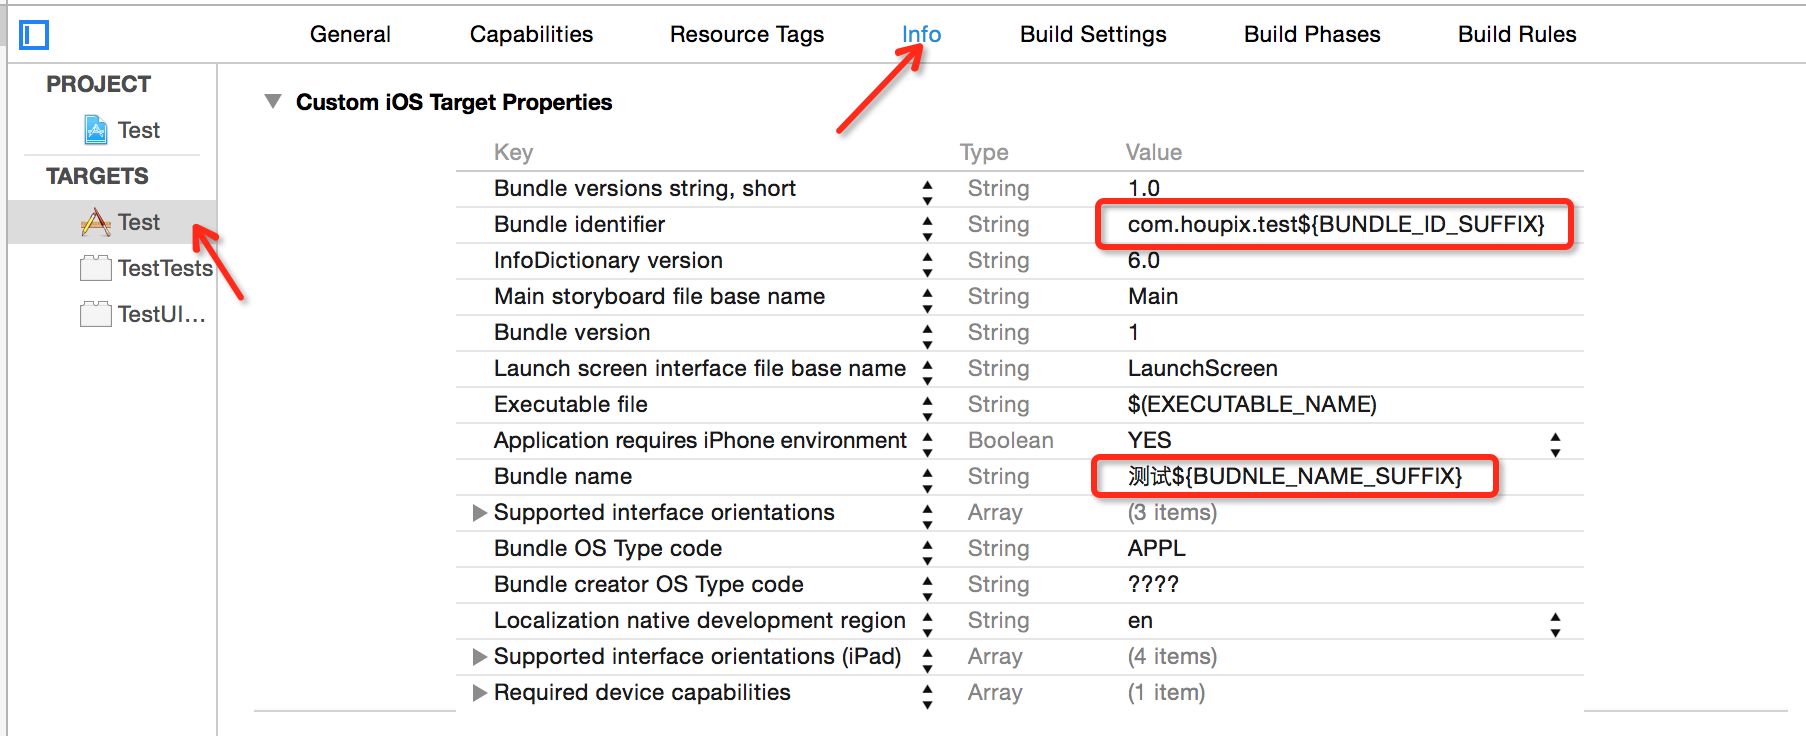 General Capabilities Resource Tags Info Build Settings Build Phases Build Rules
PROJECT
Test
TARGETS
Test
TestTests
TestUI...
Custom iOS Target Properties
Key Type Value
Bundle versions string, short String 1.0
Bundle identifier String com.houpix.test${BUNDLE_ID_SUFFIX}
InfoDictionary version String 6.0
Main storyboard file base name String Main
Bundle version String 1
Launch screen interface file base name String LaunchScreen
Executable file String $(EXECUTABLE_NAME)
Application requires iPhone environment Boolean YES
Bundle name String 测试${BUDNLE_NAME_SUFFIX}
Supported interface orientations Array (3 items)
Bundle OS Type code String APPL
Bundle creator OS Type code String ????
Localization native development region String en
Supported interface orientations (iPad) Array (4 items)
Required device capabilities Array (1 item)